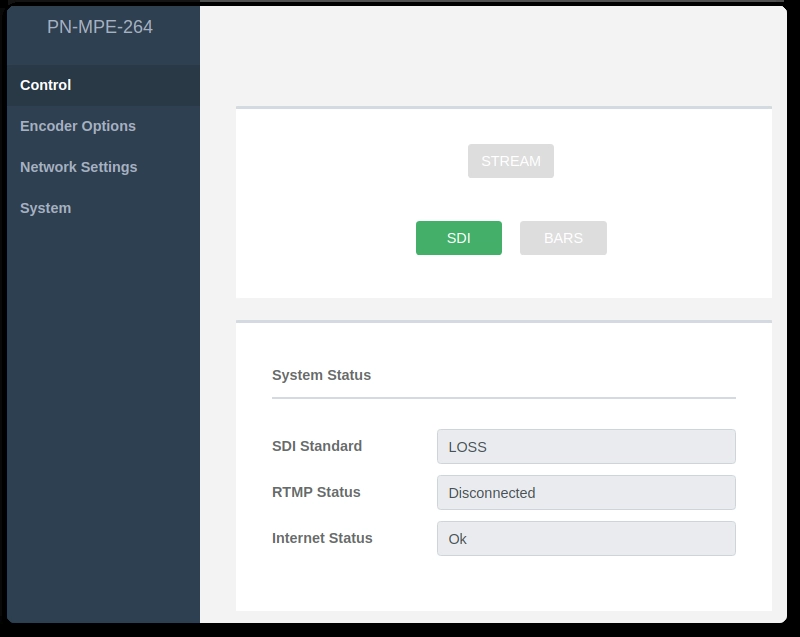 PN-MPE-264
Control
Encoder Options
Network Settings
System
STREAM
SDI BARS
System Status
SDI Standard LOSS
RTMP Status Disconnected
Internet Status Ok